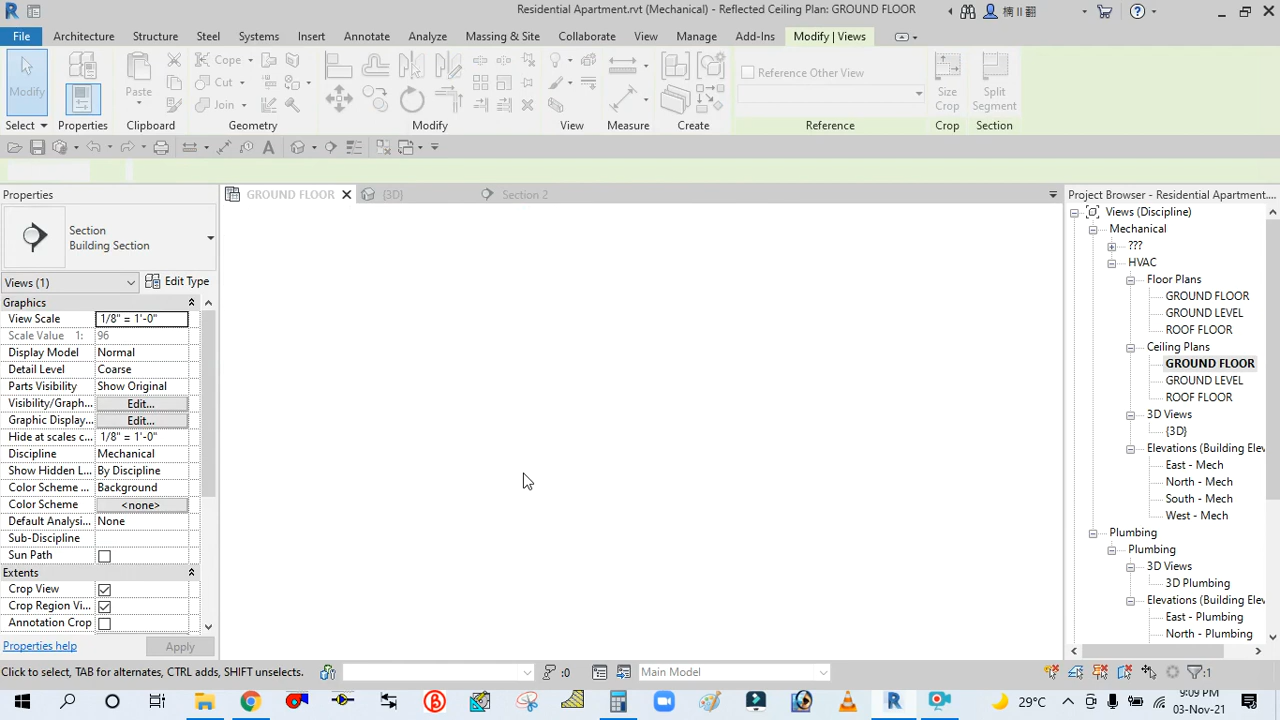 Residential Apartment.rvt (Mechanical) - Reflected Ceiling Plan: GROUND FLOOR
File Architecture Structure Steel Systems Insert Annotate Analyze Massing & Site Collaborate View Manage Add-Ins Modify | Views
Modify
Paste
Cope
Cut
Join
Reference Other View
Size Crop
Split Segment
Select Properties Clipboard Geometry Modify View Measure Create Reference Crop Section
Properties
GROUND FLOOR {3D} Section 2
Project Browser - Residential Apartment....
Section
Building Section
Views (1) Edit Type
Graphics
View Scale 1/8" = 1'-0"
Scale Value 1: 96
Display Model Normal
Detail Level Coarse
Parts Visibility Show Original
Visibility/Graph... Edit...
Graphic Display... Edit...
Hide at scales c... 1/8" = 1'-0"
Discipline Mechanical
Show Hidden L... By Discipline
Color Scheme ... Background
Color Scheme <none>
Default Analysi... None
Sub-Discipline
Sun Path
Extents
Crop View
Crop Region Vi...
Annotation Crop
Properties help Apply
Views (Discipline)
Mechanical
???
HVAC
Floor Plans
GROUND FLOOR
GROUND LEVEL
ROOF FLOOR
Ceiling Plans
GROUND FLOOR
GROUND LEVEL
ROOF FLOOR
3D Views
{3D}
Elevations (Building Elev
East - Mech
North - Mech
South - Mech
West - Mech
Plumbing
Plumbing
3D Views
3D Plumbing
Elevations (Building Elev
East - Plumbing
North - Plumbing
Click to select, TAB for alternates, CTRL adds, SHIFT unselects. :0 Main Model :1
29°C 9:09 PM
03-Nov-21